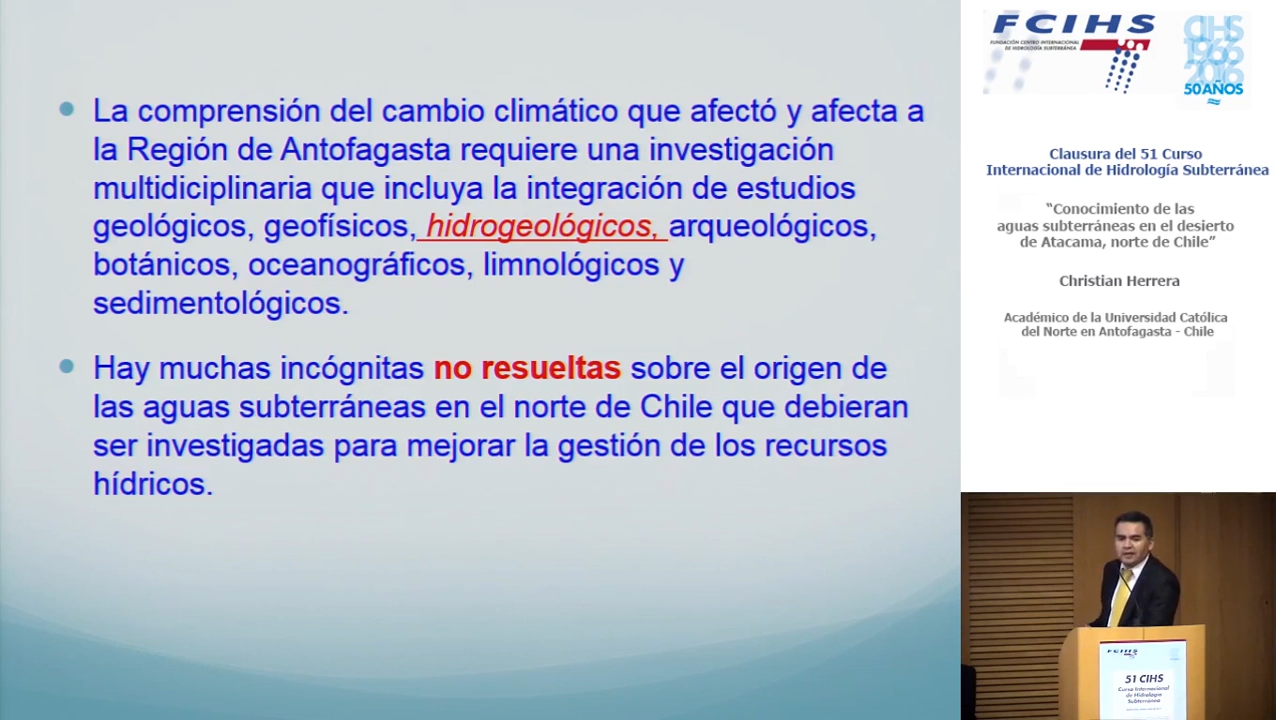 La comprensión del cambio climático que afectó y afecta a
la Región de Antofagasta requiere una investigación
multidiciplinaria que incluya la integración de estudios
geológicos, geofísicos, hidrogeológicos, arqueológicos,
botánicos, oceanográficos, limnológicos y
sedimentológicos.
Hay muchas incógnitas no resueltas sobre el origen de
las aguas subterráneas en el norte de Chile que debieran
ser investigadas para mejorar la gestión de los recursos
hídricos.
FCIHS
FUNDACIÓN CENTRO INTERNACIONAL
DE HIDROLOGÍA SUBTERRÁNEA
CIHS
1966
2016
50 AÑOS
Clausura del 51 Curso
Internacional de Hidrología Subterránea
“Conocimiento de las
aguas subterráneas en el desierto
de Atacama, norte de Chile”
Christian Herrera
Académico de la Universidad Católica
del Norte en Antofagasta - Chile
FCIHS
51 CIHS
Curso Internacional
de Hidrología
Subterránea